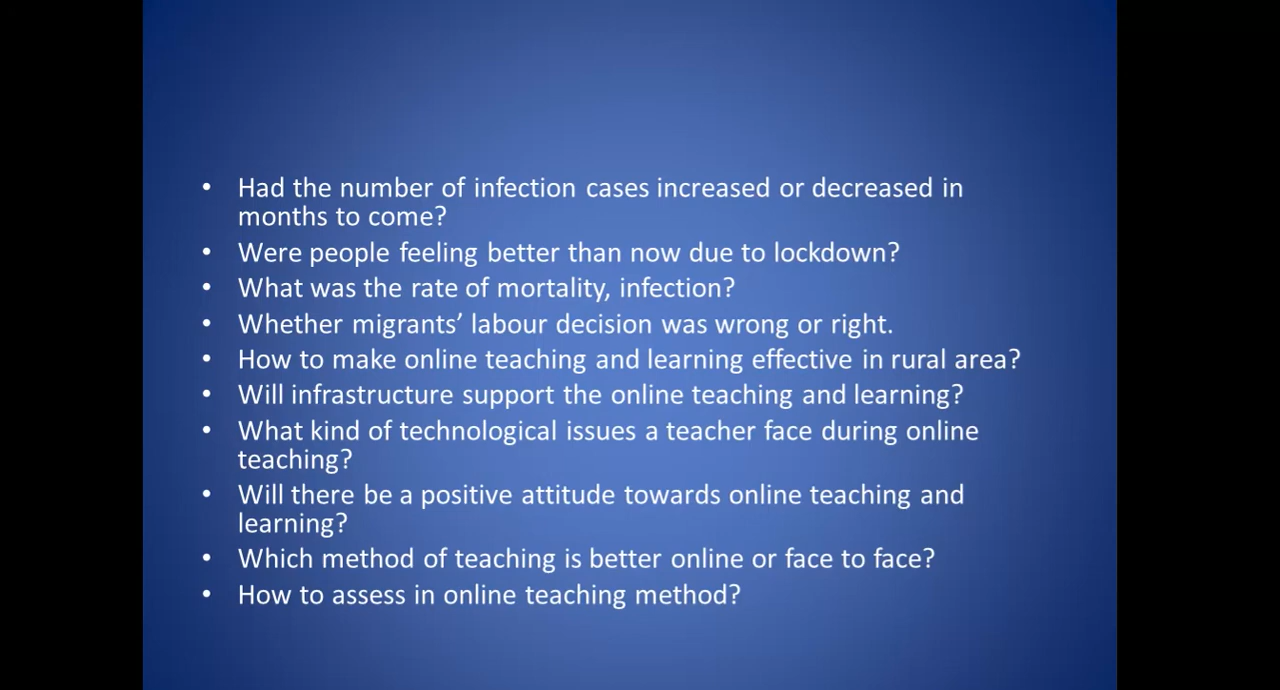 • Had the number of infection cases increased or decreased in
months to come?
• Were people feeling better than now due to lockdown?
• What was the rate of mortality, infection?
• Whether migrants’ labour decision was wrong or right.
• How to make online teaching and learning effective in rural area?
• Will infrastructure support the online teaching and learning?
• What kind of technological issues a teacher face during online
teaching?
• Will there be a positive attitude towards online teaching and
learning?
• Which method of teaching is better online or face to face?
• How to assess in online teaching method?